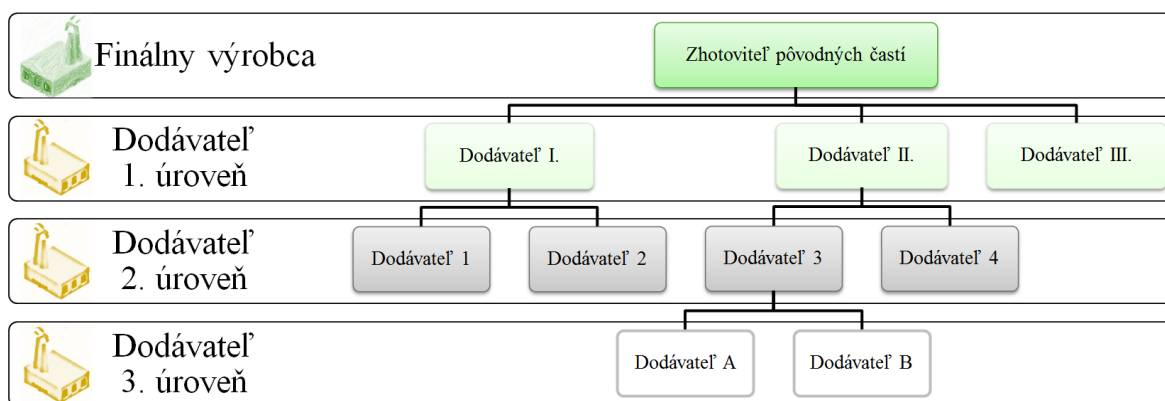 Finálny výrobca
Zhotoviteľ pôvodných častí
Dodávateľ
1. úroveň
Dodávateľ I.
Dodávateľ II.
Dodávateľ III.
Dodávateľ
2. úroveň
Dodávateľ 1
Dodávateľ 2
Dodávateľ 3
Dodávateľ 4
Dodávateľ
3. úroveň
Dodávateľ A
Dodávateľ B